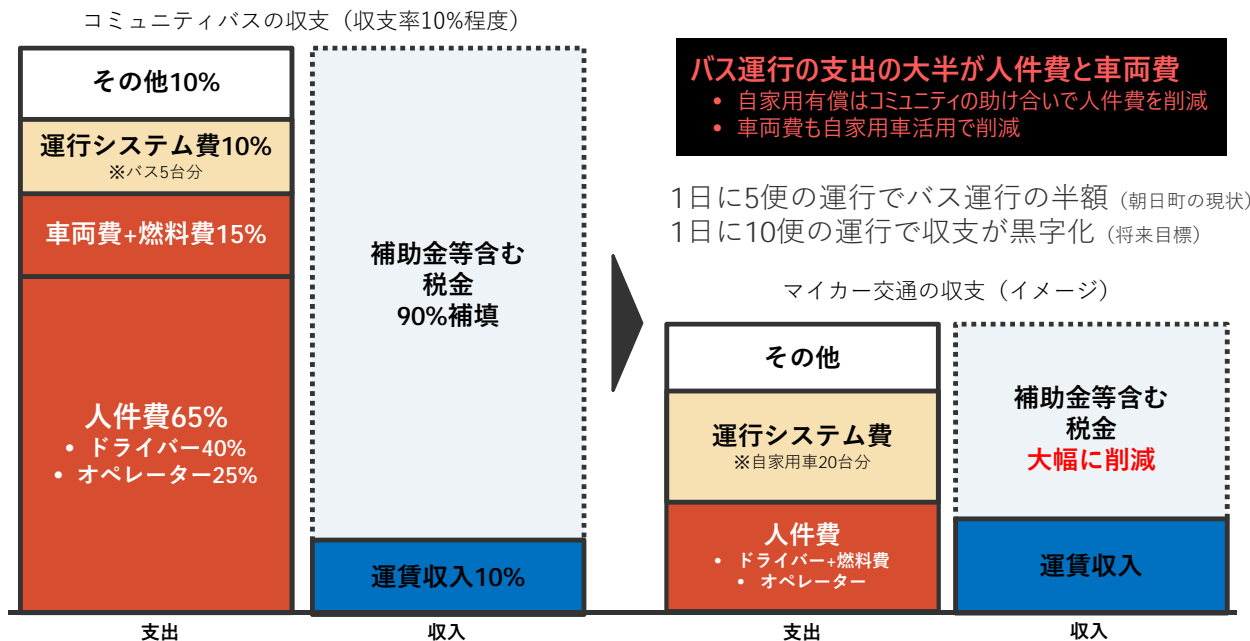 コミュニティバスの収支（収支率10%程度）
その他10%
運行システム費10%
※バス5台分
車両費+燃料費15%
人件費65%
• ドライバー40%
• オペレーター25%
支出
補助金等含む
税金
90%補填
運賃収入10%
収入
バス運行の支出の大半が人件費と車両費
• 自家用有償はコミュニティの助け合いで人件費を削減
• 車両費も自家用車活用で削減
1日に5便の運行でバス運行の半額（朝日町の現状）
1日に10便の運行で収支が黒字化（将来目標）
マイカー交通の収支（イメージ）
その他
運行システム費
※自家用車20台分
人件費
• ドライバー+燃料費
• オペレーター
支出
補助金等含む
税金
大幅に削減
運賃収入
収入